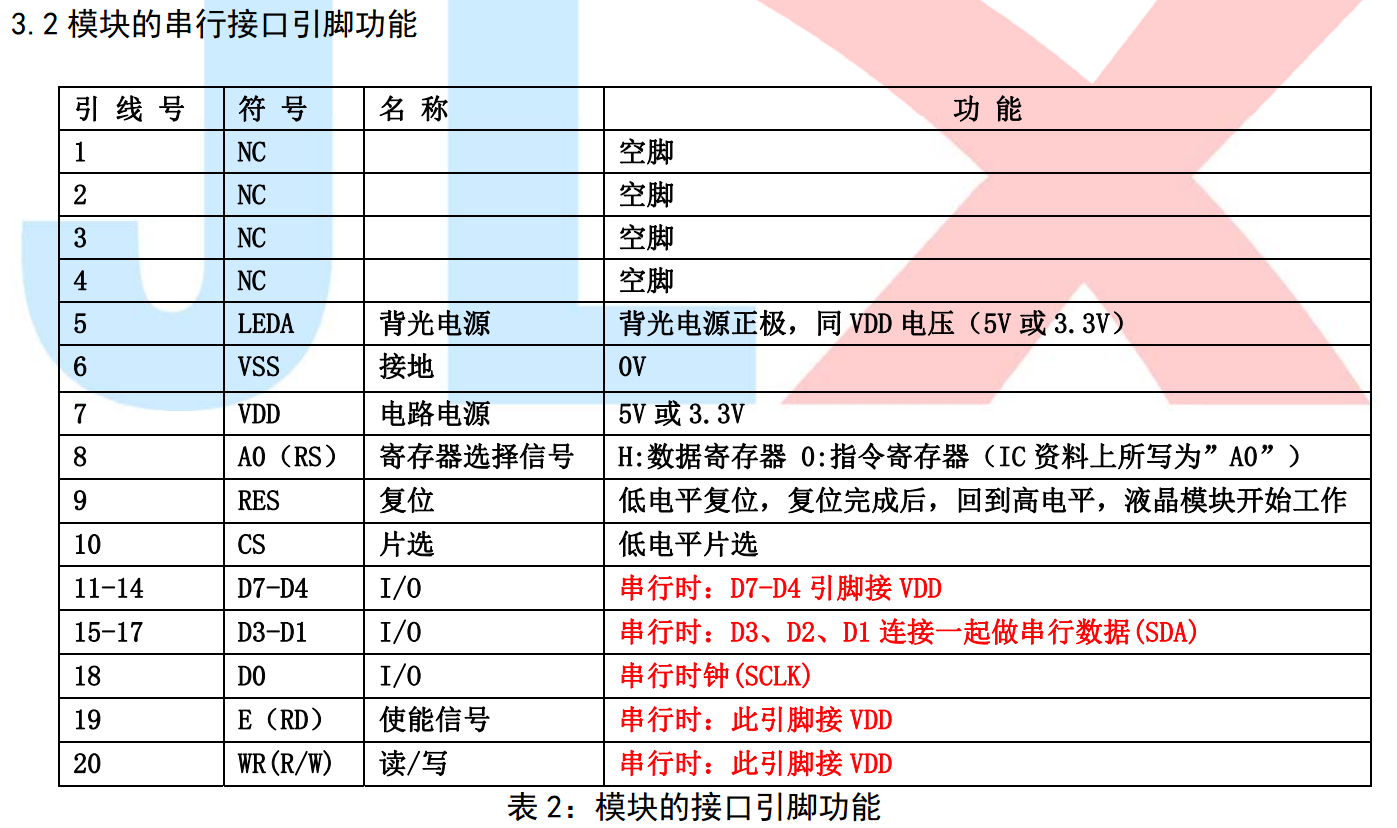 3.2模块的串行接口引脚功能
引 线 号 符 号 名 称 功 能
1 NC 空脚
2 NC 空脚
3 NC 空脚
4 NC 空脚
5 LEDA 背光电源 背光电源正极，同 VDD 电压（5V 或 3.3V）
6 VSS 接地 0V
7 VDD 电路电源 5V 或 3.3V
8 A0（RS） 寄存器选择信号 H:数据寄存器 0:指令寄存器（IC 资料上所写为”A0”）
9 RES 复位 低电平复位，复位完成后，回到高电平，液晶模块开始工作
10 CS 片选 低电平片选
11-14 D7-D4 I/O 串行时：D7-D4 引脚接 VDD
15-17 D3-D1 I/O 串行时：D3、D2、D1 连接一起做串行数据(SDA)
18 D0 I/O 串行时钟(SCLK)
19 E（RD） 使能信号 串行时：此引脚接 VDD
20 WR(R/W) 读/写 串行时：此引脚接 VDD
表 2：模块的接口引脚功能
JLX